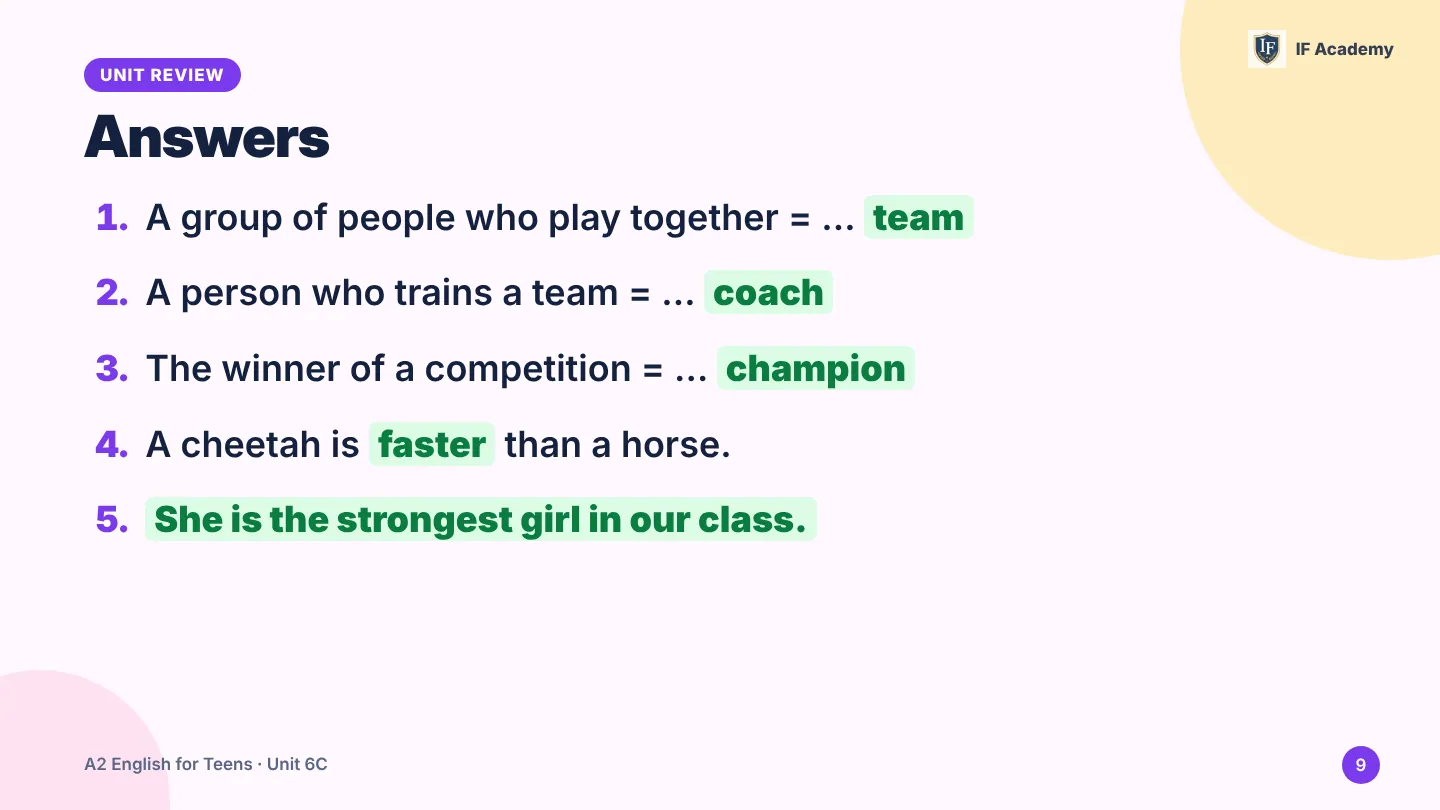 UNIT REVIEW
IF
IF Academy
Answers
1. A group of people who play together = ... team
2. A person who trains a team = ... coach
3. The winner of a competition = ... champion
4. A cheetah is faster than a horse.
5. She is the strongest girl in our class.
A2 English for Teens · Unit 6C
9